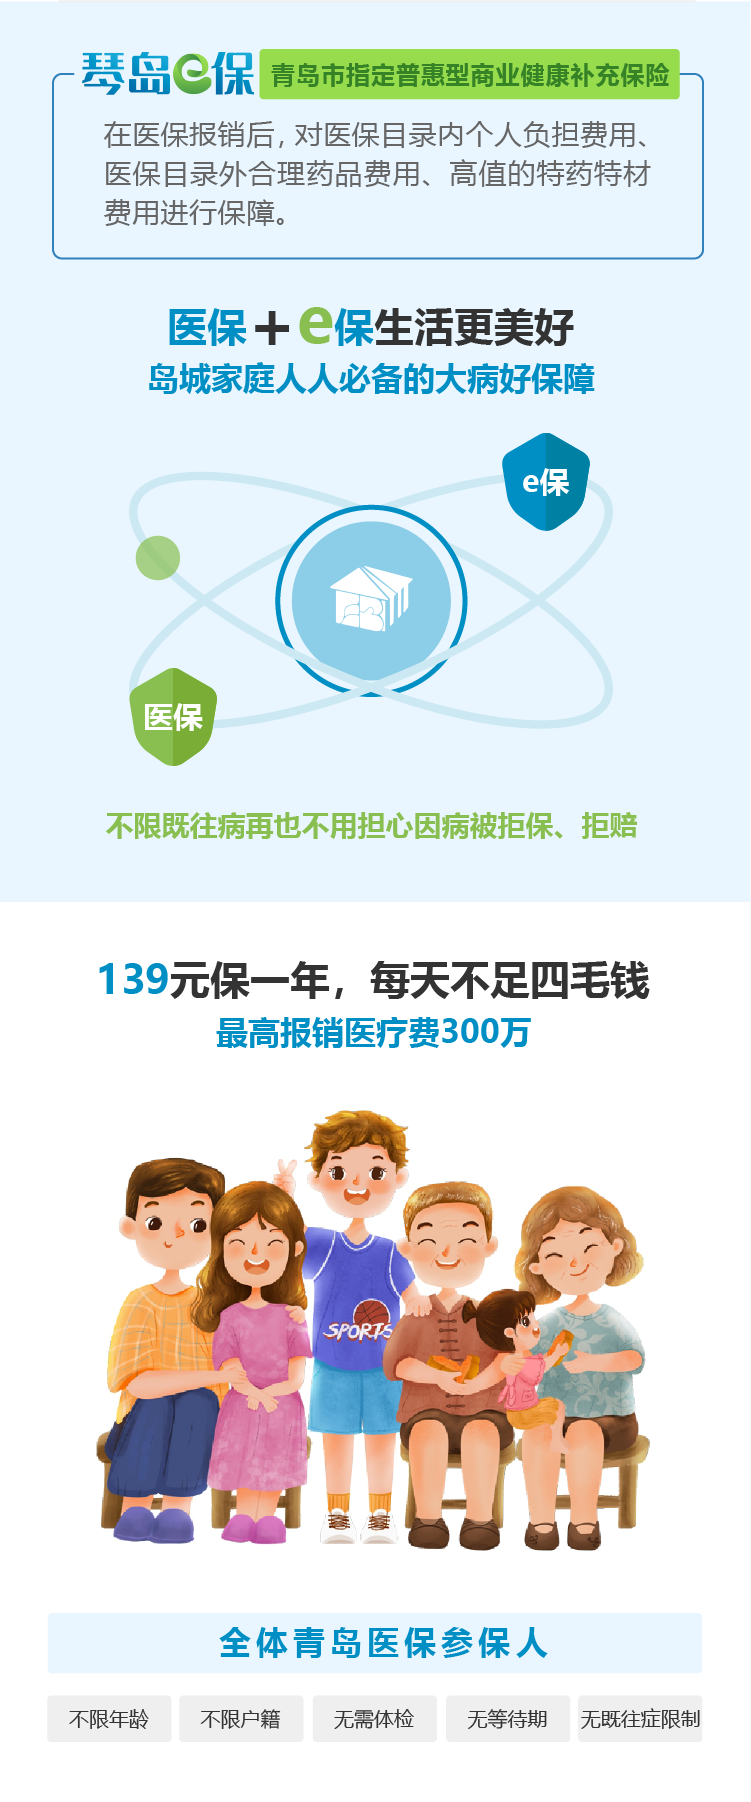 琴岛e保 青岛市指定普惠型商业健康补充保险
在医保报销后,对医保目录内个人负担费用、
医保目录外合理药品费用、高值的特药特材
费用进行保障。
医保+e保生活更美好
岛城家庭人人必备的大病好保障
e保
医保
不限既往病再也不用担心因病被拒保、拒赔
139元保一年，每天不足四毛钱
最高报销医疗费300万
SPORTS
全体青岛医保参保人
不限年龄 不限户籍 无需体检 无等待期 无既往症限制